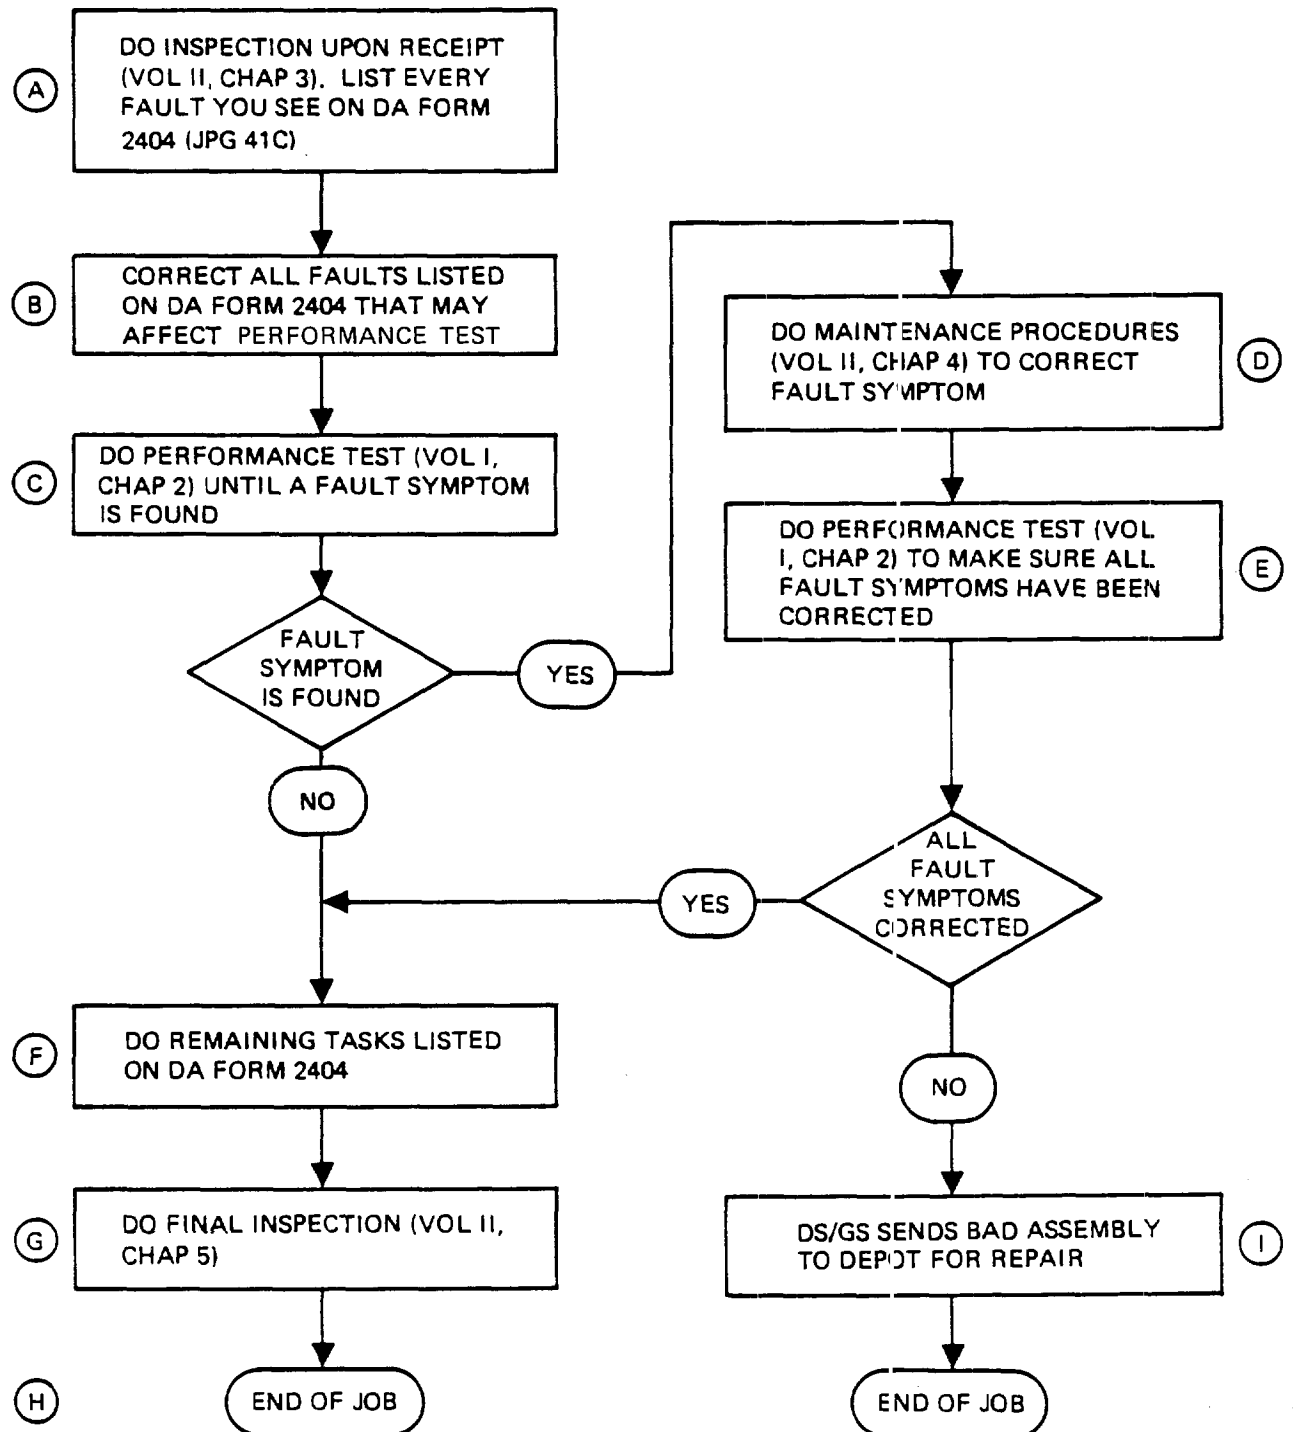 A
DO INSPECTION UPON RECEIPT
(VOL II, CHAP 3). LIST EVERY
FAULT YOU SEE ON DA FORM
2404 (JPG 41C)
B
CORRECT ALL FAULTS LISTED
ON DA FORM 2404 THAT MAY
AFFECT PERFORMANCE TEST
C
DO PERFORMANCE TEST (VOL I,
CHAP 2) UNTIL A FAULT SYMPTOM
IS FOUND
FAULT
SYMPTOM
IS FOUND
YES
NO
DO MAINTENANCE PROCEDURES
(VOL II, CHAP 4) TO CORRECT
FAULT SYMPTOM
D
DO PERFORMANCE TEST (VOL
I, CHAP 2) TO MAKE SURE ALL
FAULT SYMPTOMS HAVE BEEN
CORRECTED
E
ALL
FAULT
SYMPTOMS
CORRECTED
YES
NO
F
DO REMAINING TASKS LISTED
ON DA FORM 2404
G
DO FINAL INSPECTION (VOL II,
CHAP 5)
DS/GS SENDS BAD ASSEMBLY
TO DEPOT FOR REPAIR
I
H
END OF JOB
END OF JOB